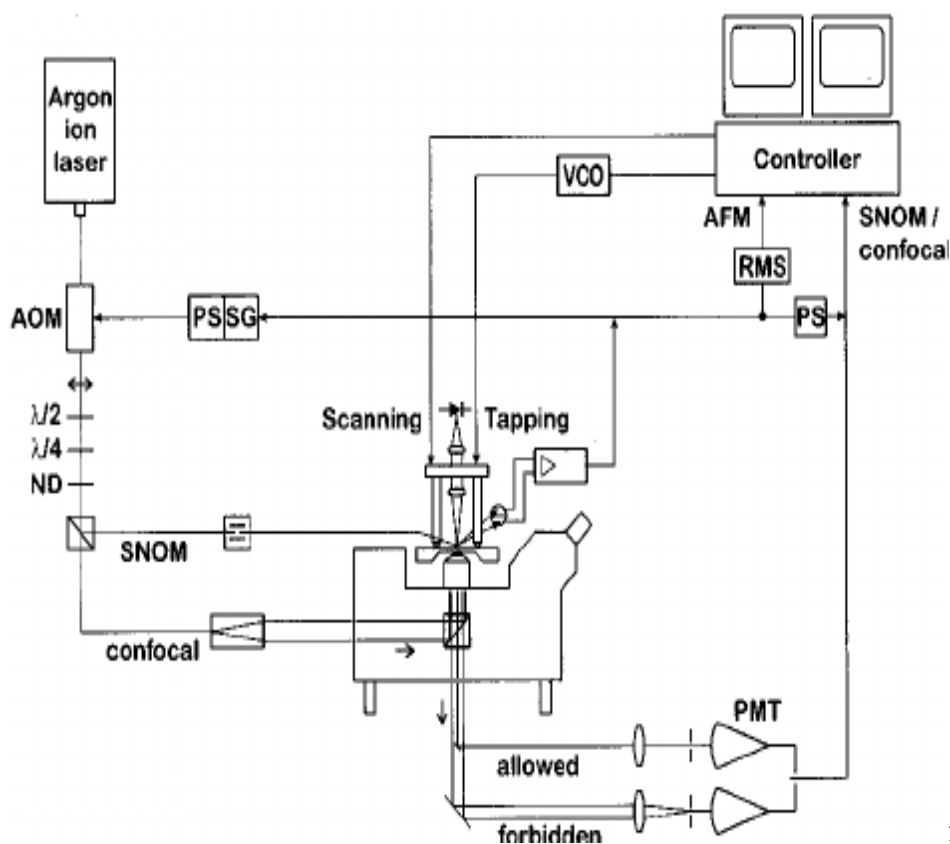 Argon
ion
laser
Controller
VCO
AFM
SNOM /
confocal
RMS
AOM
PS
SG
PS
λ/2
λ/4
ND
Scanning
Tapping
SNOM
confocal
PMT
allowed
forbidden